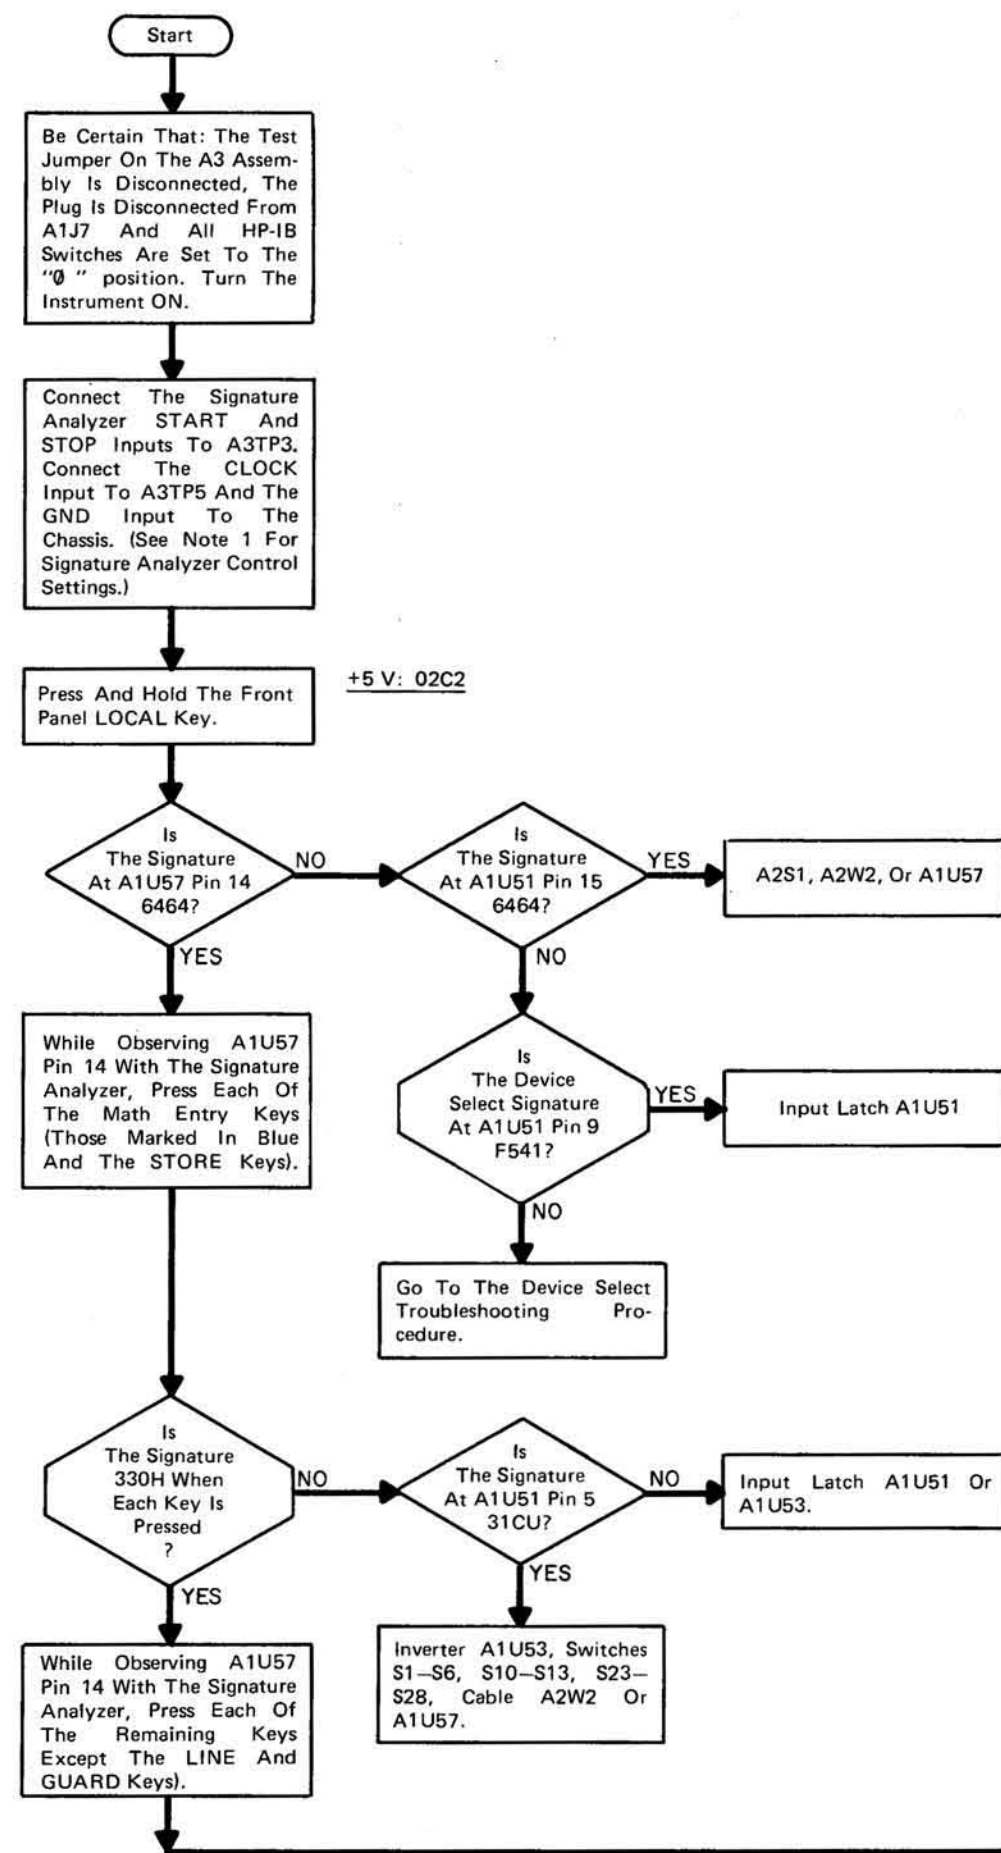 Start
Be Certain That: The Test
Jumper On The A3 Assem-
bly Is Disconnected, The
Plug Is Disconnected From
A1J7 And All HP-IB
Switches Are Set To The
"0̸ " position. Turn The
Instrument ON.
Connect The Signature
Analyzer START And
STOP Inputs To A3TP3.
Connect The CLOCK
Input To A3TP5 And The
GND Input To The
Chassis. (See Note 1 For
Signature Analyzer Control
Settings.)
Press And Hold The Front
Panel LOCAL Key.
+5 V: 02C2
Is
The Signature
At A1U57 Pin 14
6464?
NO
Is
The Signature
At A1U51 Pin 15
6464?
YES
A2S1, A2W2, Or A1U57
YES
NO
While Observing A1U57
Pin 14 With The Signature
Analyzer, Press Each Of
The Math Entry Keys
(Those Marked In Blue
And The STORE Keys).
Is
The Device
Select Signature
At A1U51 Pin 9
F541?
YES
Input Latch A1U51
NO
Go To The Device Select
Troubleshooting Pro-
cedure.
Is
The Signature
330H When
Each Key Is
Pressed
?
NO
Is
The Signature
At A1U51 Pin 5
31CU?
NO
Input Latch A1U51 Or
A1U53.
YES
YES
While Observing A1U57
Pin 14 With The Signature
Analyzer, Press Each Of
The Remaining Keys
Except The LINE And
GUARD Keys).
Inverter A1U53, Switches
S1–S6, S10–S13, S23–
S28, Cable A2W2 Or
A1U57.